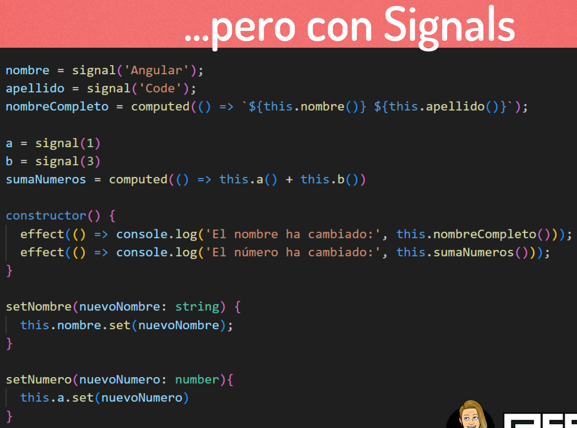 ...pero con Signals
nombre = signal('Angular');
apellido = signal('Code');
nombreCompleto = computed(() => `${this.nombre()} ${this.apellido()}`);
a = signal(1)
b = signal(3)
sumaNumeros = computed(() => this.a() + this.b())
constructor() {
effect(() => console.log('El nombre ha cambiado:', this.nombreCompleto()));
effect(() => console.log('El número ha cambiado:', this.sumaNumeros()));
}
setNombre(nuevoNombre: string) {
this.nombre.set(nuevoNombre);
}
setNumero(nuevoNumero: number){
this.a.set(nuevoNumero)
}